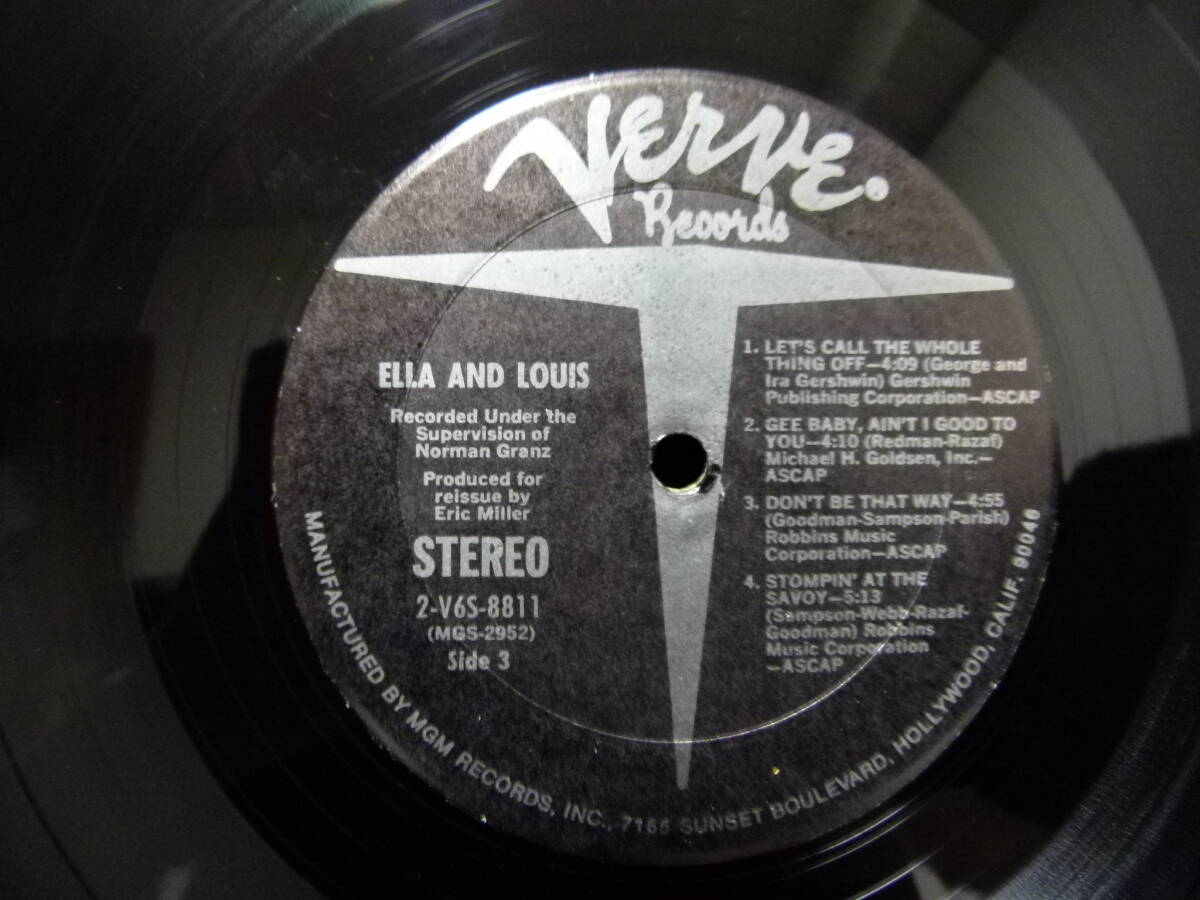 Verve.
Records
ELLA AND LOUIS
Recorded Under the
Supervision of
Norman Granz
Produced for
reissue by
Eric Miller
STEREO
2-V6S-8811
(MGS-2952)
Side 3
1. LET'S CALL THE WHOLE
THING OFF—4:09 (George and
Ira Gershwin) Gershwin
Publishing Corporation—ASCAP
2. GEE BABY, AIN'T I GOOD TO
YOU—4:10 (Redman-Razaf)
Michael H. Goldsen, Inc.—
ASCAP
3. DON'T BE THAT WAY—4:55
(Goodman-Sampson-Parish)
Robbins Music
Corporation—ASCAP
4. STOMPIN' AT THE
SAVOY—5:13
(Sampson-Webb-Razaf-
Goodman) Robbins
Music Corporation
—ASCAP
MANUFACTURED BY MGM RECORDS, INC., 7165 SUNSET BOULEVARD, HOLLYWOOD, CALIF. 90046